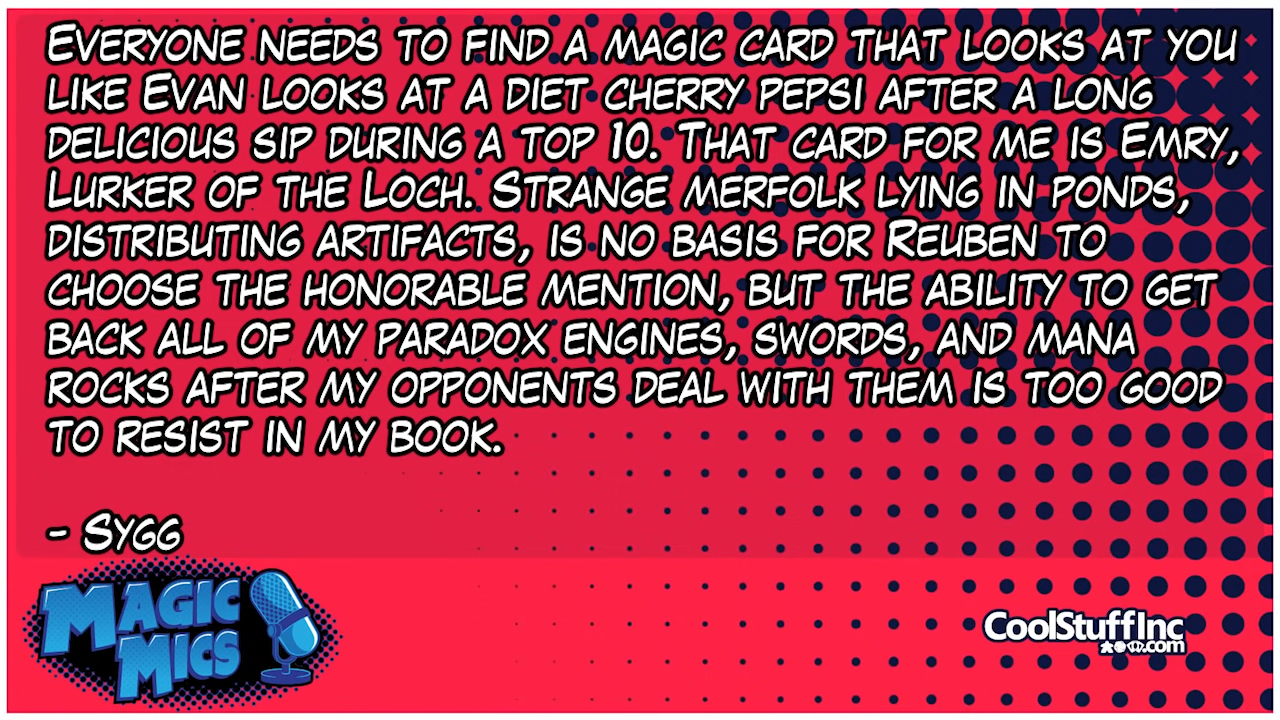 Everyone needs to find a magic card that looks at you
like Evan looks at a diet cherry pepsi after a long
delicious sip during a top 10. That card for me is Emry,
Lurker of the Loch. Strange merfolk lying in ponds,
distributing artifacts, is no basis for Reuben to
choose the honorable mention, but the ability to get
back all of my paradox engines, swords, and mana
rocks after my opponents deal with them is too good
to resist in my book.
- Sygg
Magic
Mics
CoolStuffInc
.com